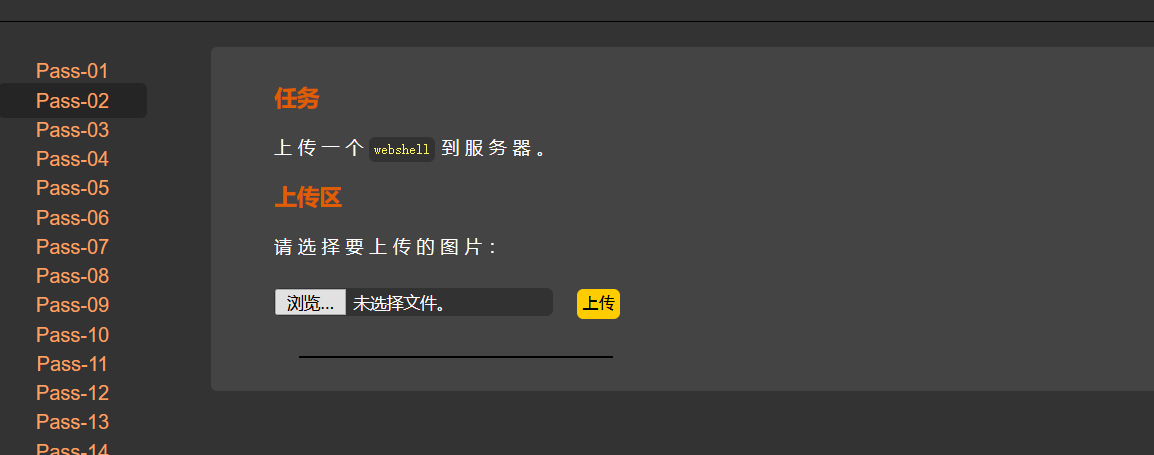 Pass-01
Pass-02
Pass-03
Pass-04
Pass-05
Pass-06
Pass-07
Pass-08
Pass-09
Pass-10
Pass-11
Pass-12
Pass-13
Pass-14
任务
上传一个 webshell 到服务器。
上传区
请选择要上传的图片：
浏览... 未选择文件。 上传